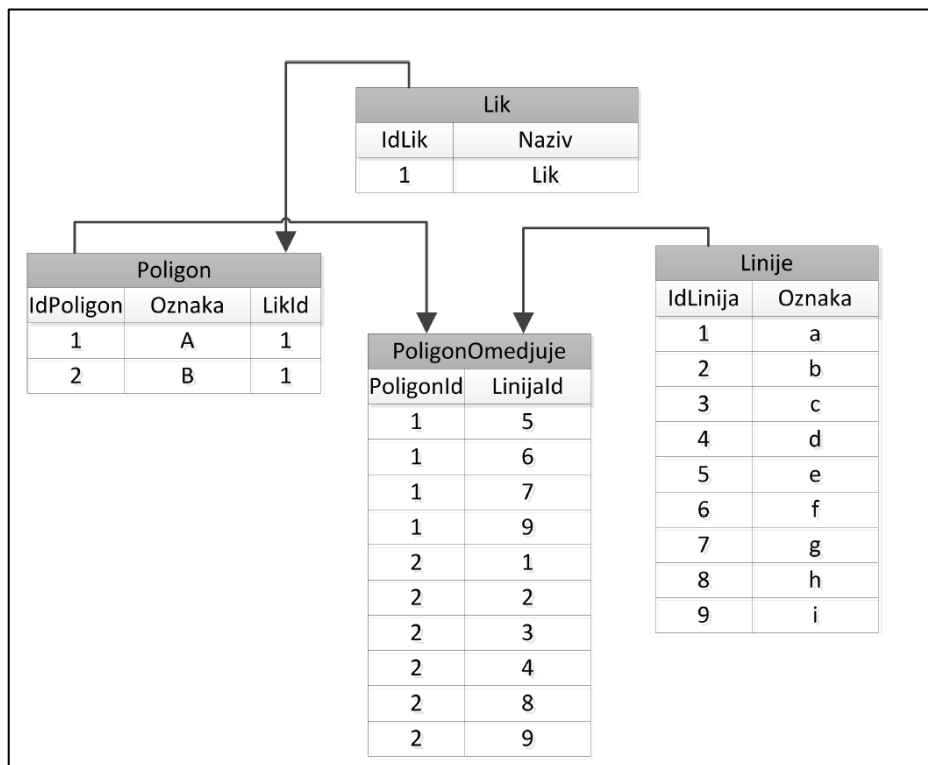 Lik
IdLik Naziv
1 Lik
Poligon
IdPoligon Oznaka LikId
1 A 1
2 B 1
PoligonOmedjuje
PoligonId LinijaId
1 5
1 6
1 7
1 9
2 1
2 2
2 3
2 4
2 8
2 9
Linije
IdLinija Oznaka
1 a
2 b
3 c
4 d
5 e
6 f
7 g
8 h
9 i